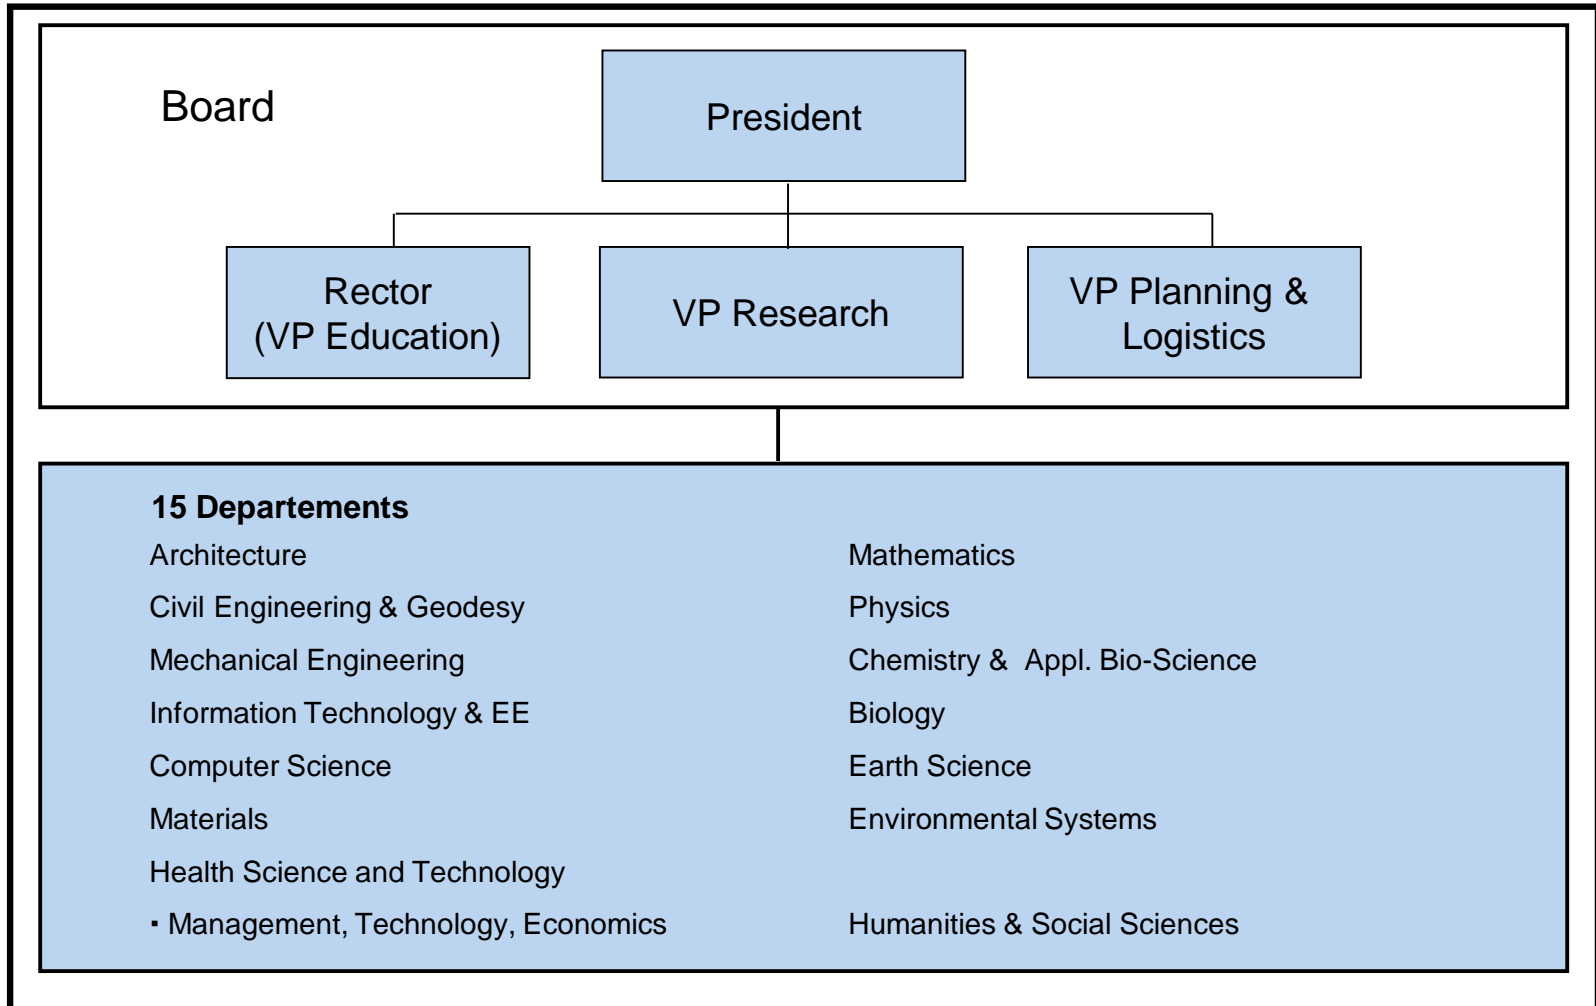 Board
President
Rector
(VP Education)
VP Research
VP Planning &
Logistics
15 Departements
Architecture
Civil Engineering & Geodesy
Mechanical Engineering
Information Technology & EE
Computer Science
Materials
Health Science and Technology
▪ Management, Technology, Economics
Mathematics
Physics
Chemistry &  Appl. Bio-Science
Biology
Earth Science
Environmental Systems
Humanities & Social Sciences